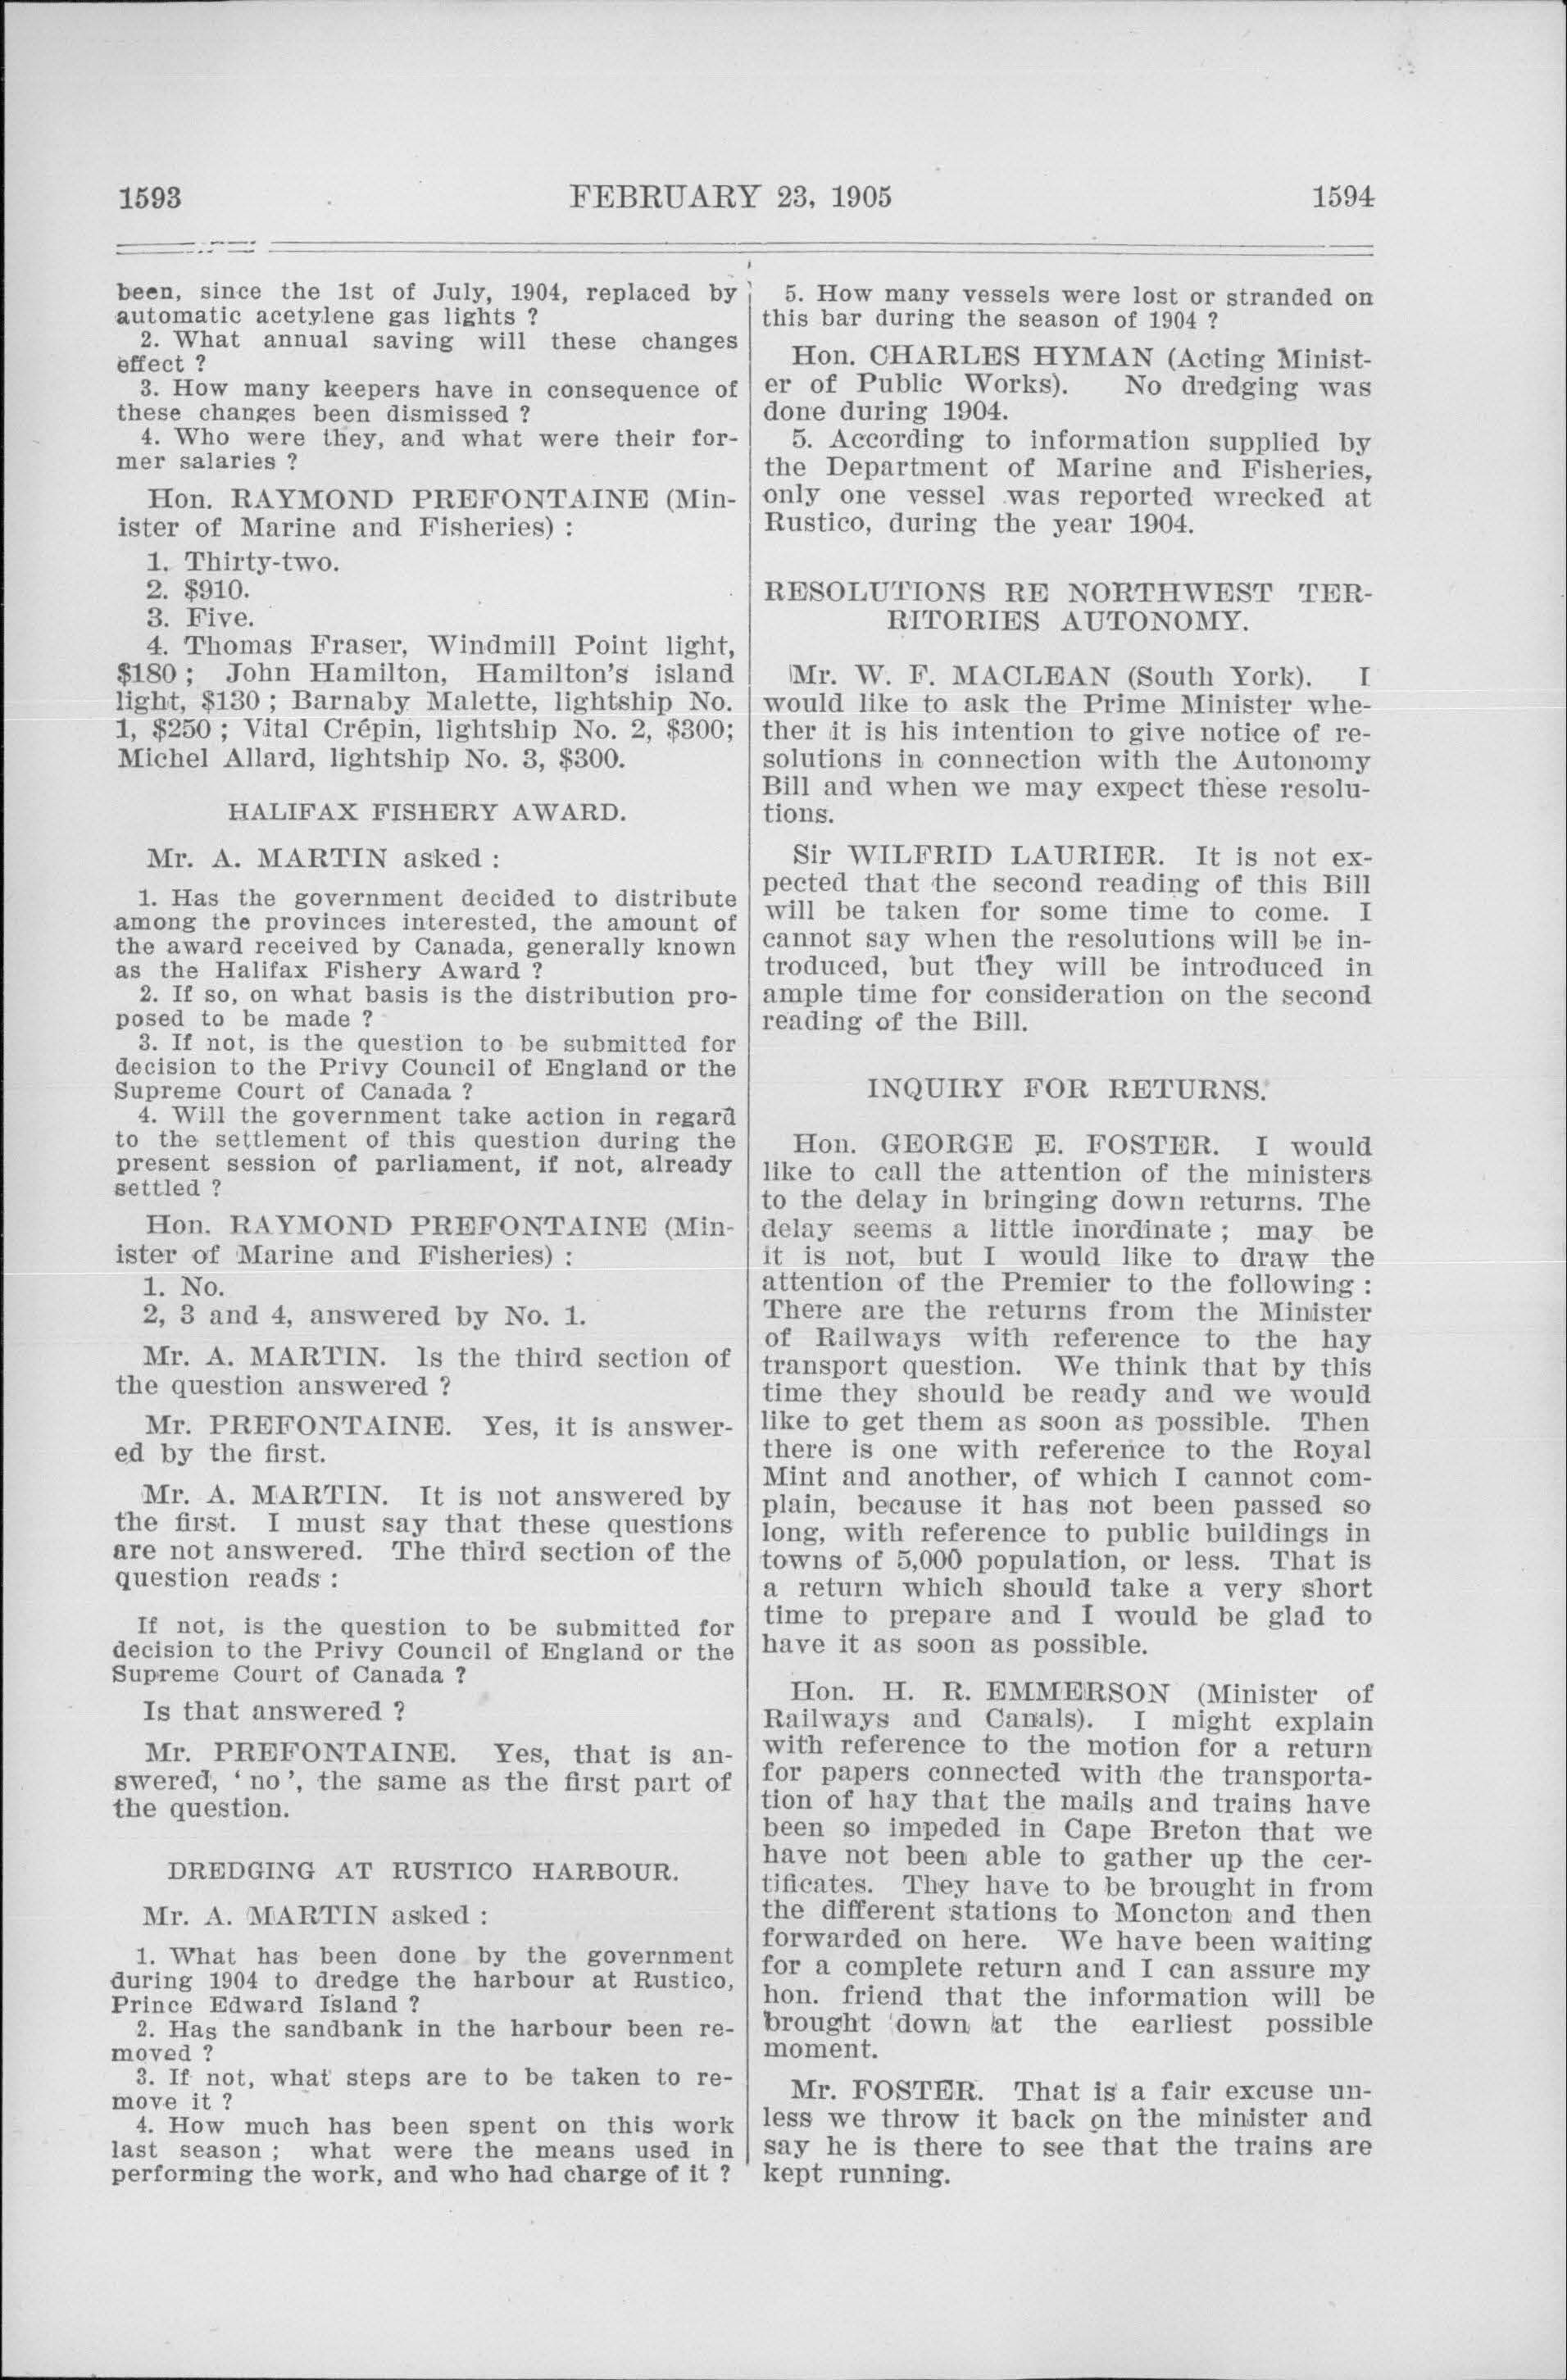 1593
FEBRUARY 23, 1905
1594
been, since the 1st of July, 1904, replaced by
automatic acetylene gas lights ?
2. What annual saving will these changes
effect ?
3. How many keepers have in consequence of
these changes been dismissed ?
4. Who were they, and what were their for-
mer salaries ?
Hon. RAYMOND PREFONTAINE (Min-
ister of Marine and Fisheries) :
1. Thirty-two.
2. $910.
3. Five.
4. Thomas Fraser, Windmill Point light,
$180 ; John Hamilton, Hamilton's island
light, $130 ; Barnaby Malette, lightship No.
1, $250 ; Vital Crépin, lightship No. 2, $300;
Michel Allard, lightship No. 3, $300.
HALIFAX FISHERY AWARD.
Mr. A. MARTIN asked :
1. Has the government decided to distribute
among the provinces interested, the amount of
the award received by Canada, generally known
as the Halifax Fishery Award ?
2. If so, on what basis is the distribution pro-
posed to be made ?
3. If not, is the question to be submitted for
decision to the Privy Council of England or the
Supreme Court of Canada ?
4. Will the government take action in regard
to the settlement of this question during the
present session of parliament, if not, already
settled ?
Hon. RAYMOND PREFONTAINE (Min-
ister of Marine and Fisheries) :
1. No.
2, 3 and 4, answered by No. 1.
Mr. A. MARTIN. Is the third section of
the question answered ?
Mr. PREFONTAINE. Yes, it is answer-
ed by the first.
Mr. A. MARTIN. It is not answered by
the first. I must say that these questions
are not answered. The third section of the
question reads :
If not, is the question to be submitted for
decision to the Privy Council of England or the
Supreme Court of Canada ?
Is that answered ?
Mr. PREFONTAINE. Yes, that is an-
swered, ' no ', the same as the first part of
the question.
DREDGING AT RUSTICO HARBOUR.
Mr. A. MARTIN asked :
1. What has been done by the government
during 1904 to dredge the harbour at Rustico,
Prince Edward Island ?
2. Has the sandbank in the harbour been re-
moved ?
3. If not, what steps are to be taken to re-
move it ?
4. How much has been spent on this work
last season ; what were the means used in
performing the work, and who had charge of it ?
5. How many vessels were lost or stranded on
this bar during the season of 1904 ?
Hon. CHARLES HYMAN (Acting Minist-
er of Public Works). No dredging was
done during 1904.
5. According to information supplied by
the Department of Marine and Fisheries,
only one vessel was reported wrecked at
Rustico, during the year 1904.
RESOLUTIONS RE NORTHWEST TER-
RITORIES AUTONOMY.
Mr. W. F. MACLEAN (South York). I
would like to ask the Prime Minister whe-
ther it is his intention to give notice of re-
solutions in connection with the Autonomy
Bill and when we may expect these resolu-
tions.
Sir WILFRID LAURIER. It is not ex-
pected that the second reading of this Bill
will be taken for some time to come. I
cannot say when the resolutions will be in-
troduced, but they will be introduced in
ample time for consideration on the second
reading of the Bill.
INQUIRY FOR RETURNS.
Hon. GEORGE E. FOSTER. I would
like to call the attention of the ministers
to the delay in bringing down returns. The
delay seems a little inordinate ; may be
it is not, but I would like to draw the
attention of the Premier to the following :
There are the returns from the Minister
of Railways with reference to the hay
transport question. We think that by this
time they should be ready and we would
like to get them as soon as possible. Then
there is one with reference to the Royal
Mint and another, of which I cannot com-
plain, because it has not been passed so
long, with reference to public buildings in
towns of 5,000 population, or less. That is
a return which should take a very short
time to prepare and I would be glad to
have it as soon as possible.
Hon. H. R. EMMERSON (Minister of
Railways and Canals). I might explain
with reference to the motion for a return
for papers connected with the transporta-
tion of hay that the mails and trains have
been so impeded in Cape Breton that we
have not been able to gather up the cer-
tificates. They have to be brought in from
the different stations to Moncton and then
forwarded on here. We have been waiting
for a complete return and I can assure my
hon. friend that the information will be
brought down at the earliest possible
moment.
Mr. FOSTER. That is a fair excuse un-
less we throw it back on the minister and
say he is there to see that the trains are
kept running.